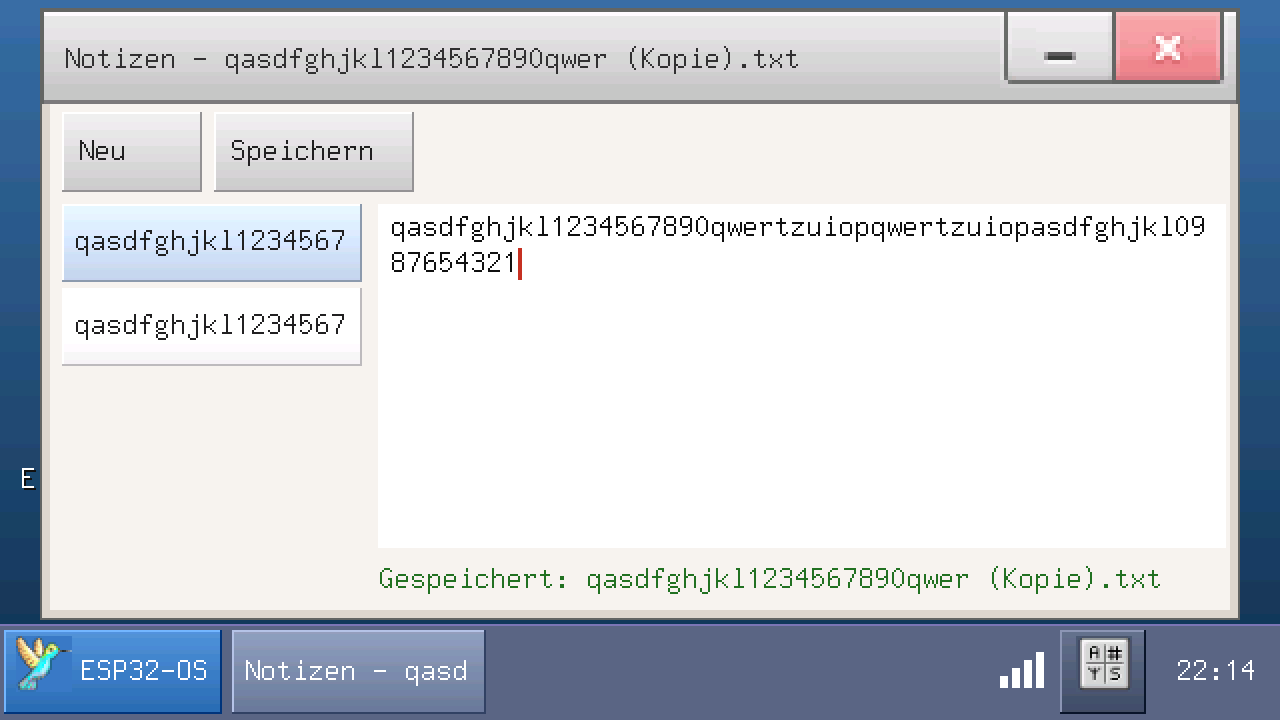 Notizen - qasdfghjkl1234567890qwer (Kopie).txt
Neu
Speichern
qasdfghjkl1234567
qasdfghjkl1234567
qasdfghjkl1234567890qwertzuiopqwertzuiopasdfghjkl09
87654321
E
Gespeichert: qasdfghjkl1234567890qwer (Kopie).txt
ESP32-OS
Notizen - qasd
A#
YS
22:14